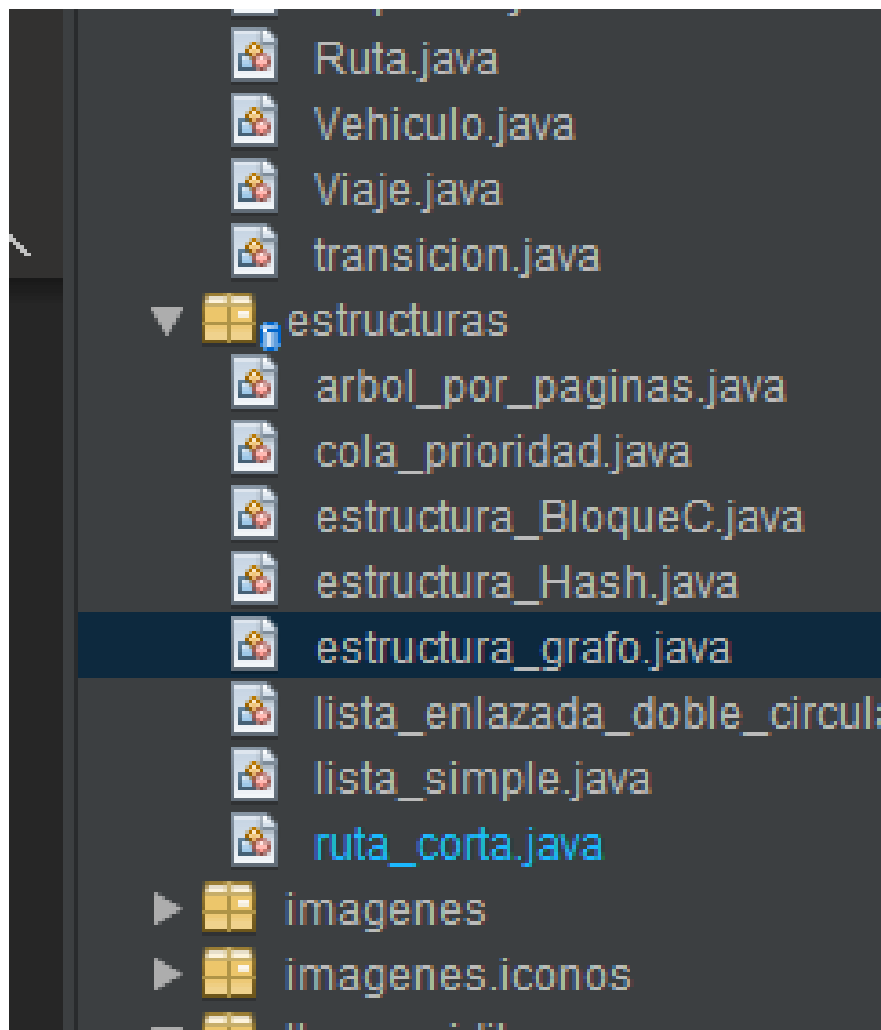 Ruta.java
Vehiculo.java
Viaje.java
transicion.java
estructuras
arbol_por_paginas.java
cola_prioridad.java
estructura_BloqueC.java
estructura_Hash.java
estructura_grafo.java
lista_enlazada_doble_circula
lista_simple.java
ruta_corta.java
imagenes
imagenes.iconos